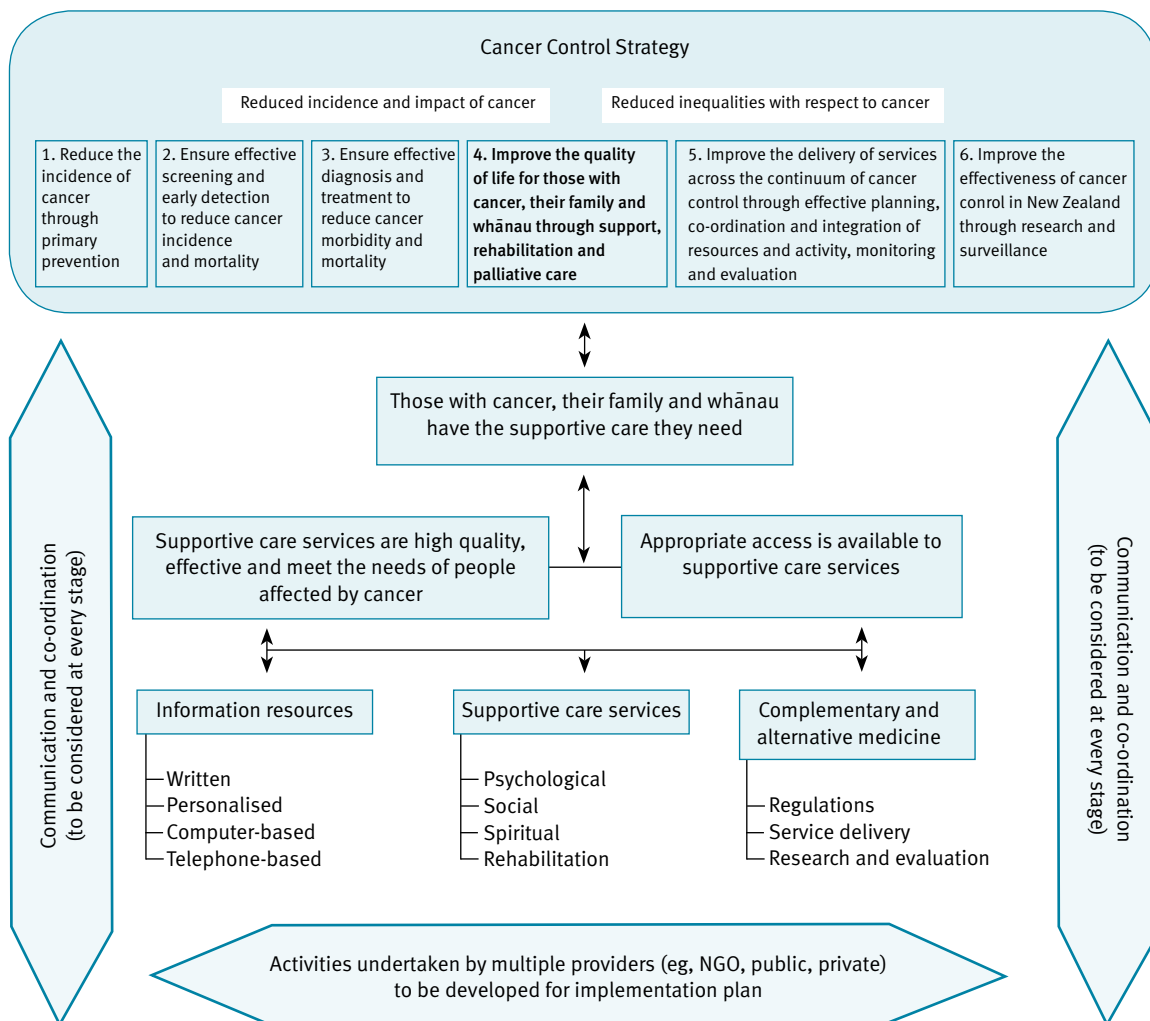 Cancer Control Strategy
Reduced incidence and impact of cancer
Reduced inequalities with respect to cancer
1. Reduce the
incidence of
cancer
through
primary
prevention
2. Ensure effective
screening and
early detection
to reduce cancer
incidence
and mortality
3. Ensure effective
diagnosis and
treatment to
reduce cancer
morbidity and
mortality
4. Improve the quality
of life for those with
cancer, their family and
whānau through support,
rehabilitation and
palliative care
5. Improve the delivery of services
across the continuum of cancer
control through effective planning,
co-ordination and integration of
resources and activity, monitoring
and evaluation
6. Improve the
effectiveness of cancer
conrol in New Zealand
through research and
surveillance
Those with cancer, their family and whānau
have the supportive care they need
Supportive care services are high quality,
effective and meet the needs of people
affected by cancer
Appropriate access is available to
supportive care services
Information resources
Written
Personalised
Computer-based
Telephone-based
Supportive care services
Psychological
Social
Spiritual
Rehabilitation
Complementary and
alternative medicine
Regulations
Service delivery
Research and evaluation
Communication and co-ordination
(to be considered at every stage)
Communication and co-ordination
(to be considered at every stage)
Activities undertaken by multiple providers (eg, NGO, public, private)
to be developed for implementation plan